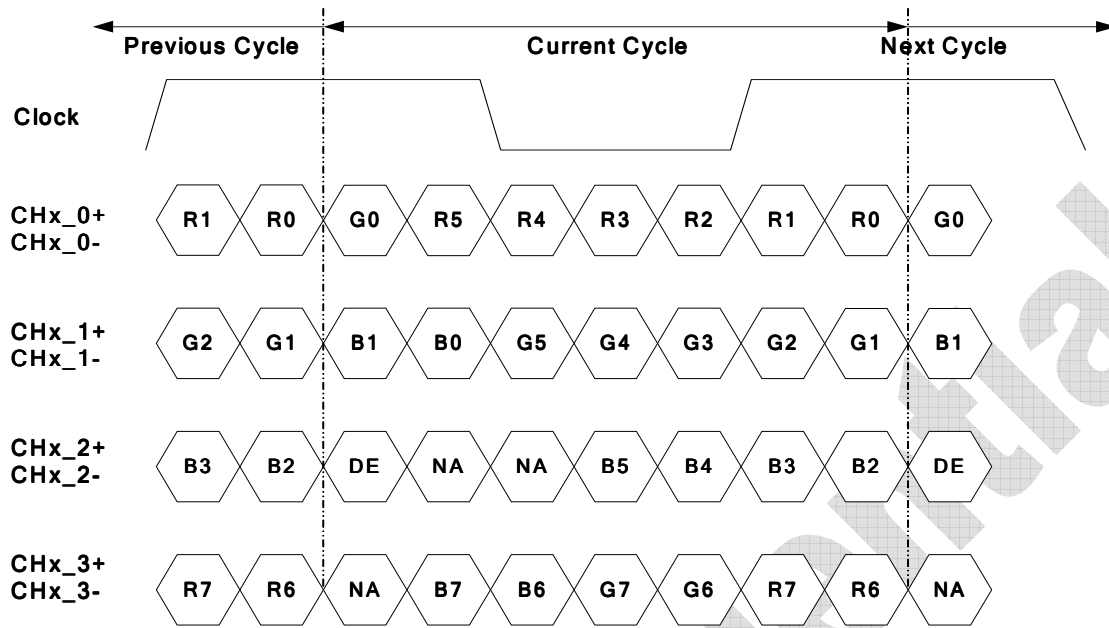 Previous Cycle Current Cycle Next Cycle
Clock
CHx_0+
CHx_0-
R1 R0 G0 R5 R4 R3 R2 R1 R0 G0
CHx_1+
CHx_1-
G2 G1 B1 B0 G5 G4 G3 G2 G1 B1
CHx_2+
CHx_2-
B3 B2 DE NA NA B5 B4 B3 B2 DE
CHx_3+
CHx_3-
R7 R6 NA B7 B6 G7 G6 R7 R6 NA
ential